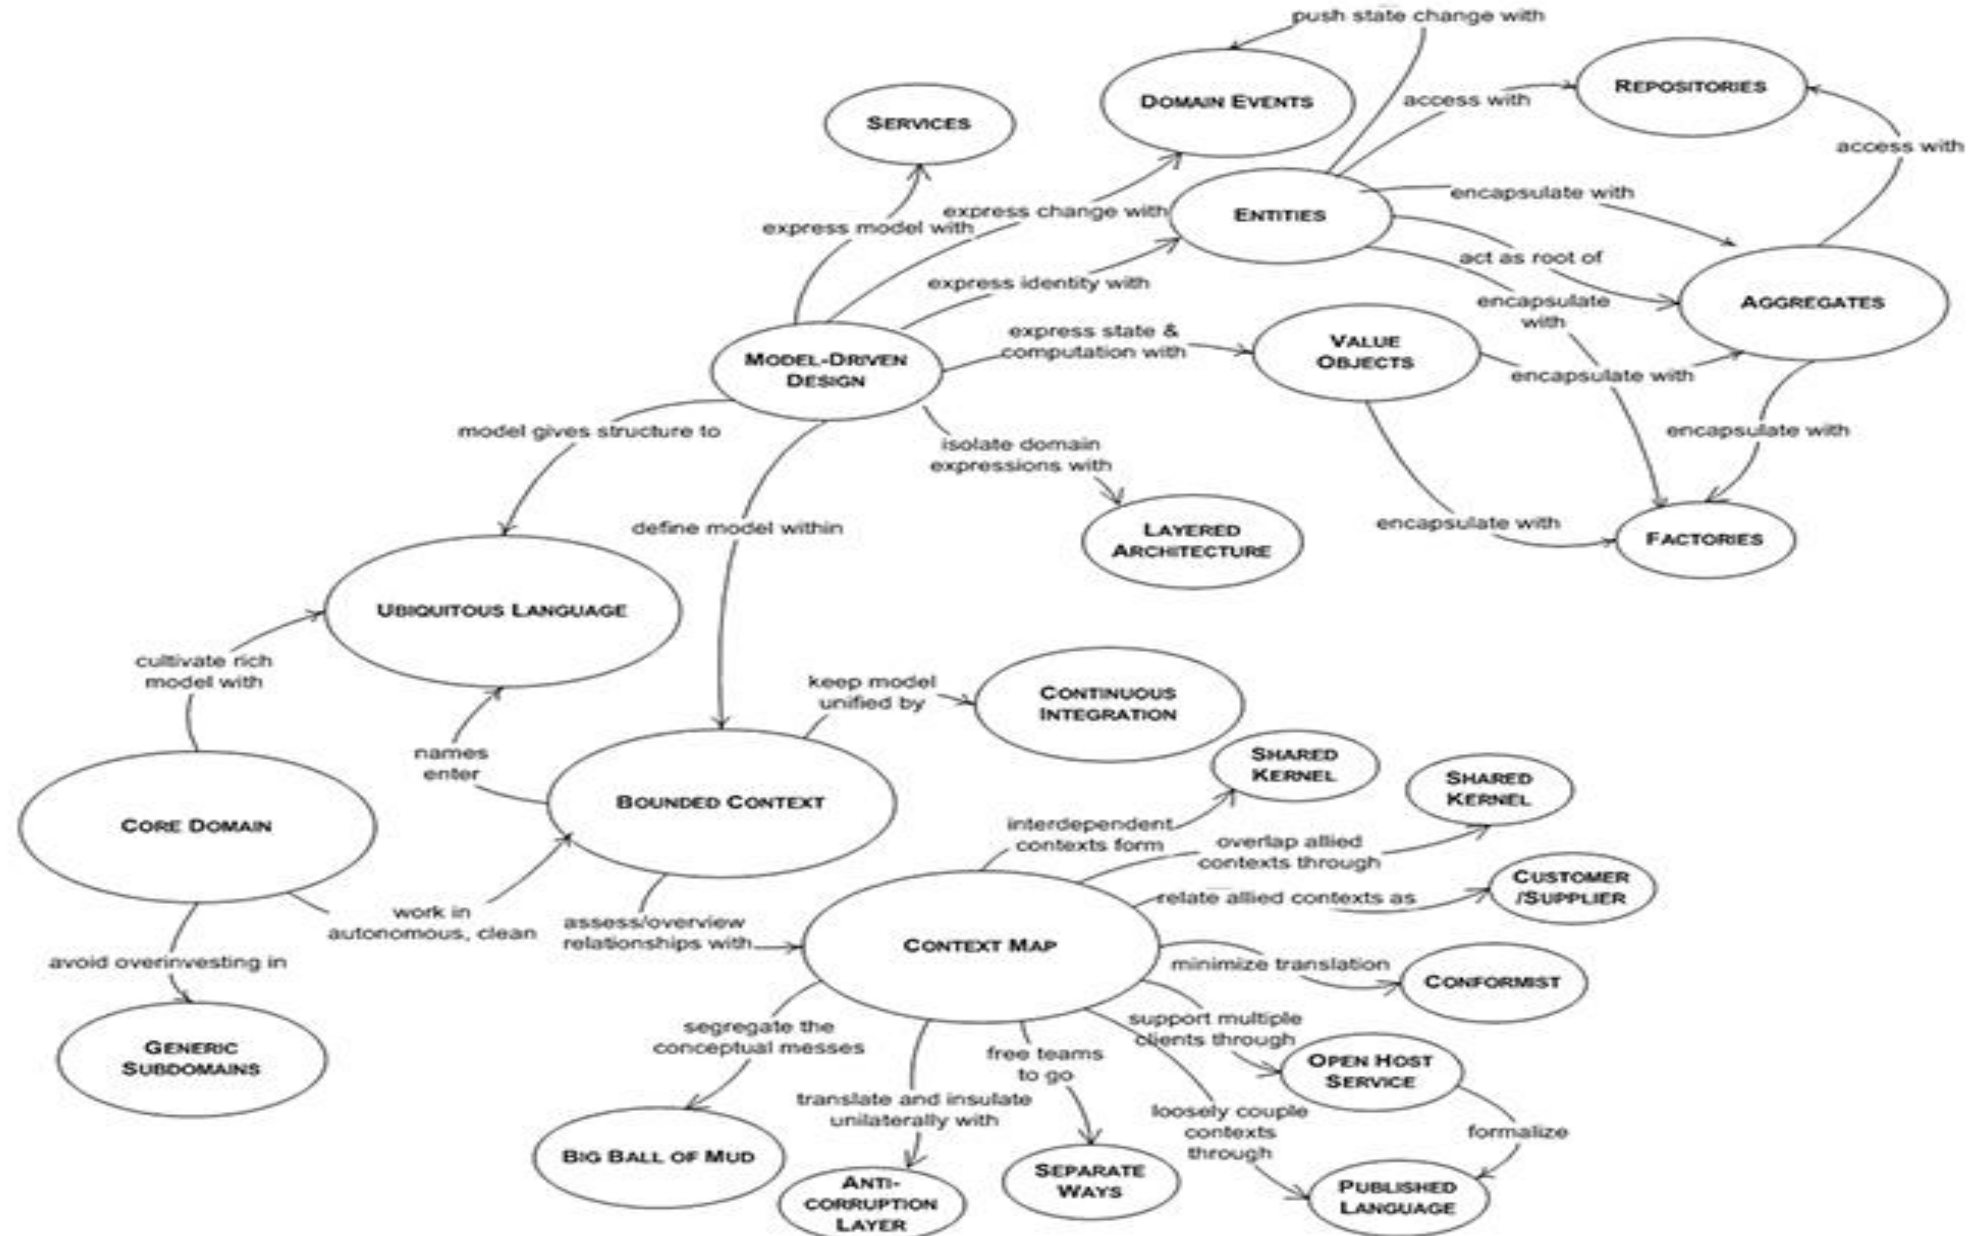 push state change with
DOMAIN EVENTS
REPOSITORIES
access with
SERVICES
access with
encapsulate with
express change with
ENTITIES
express model with
act as root of
express identity with
encapsulate
with
AGGREGATES
express state &
computation with
VALUE
OBJECTS
MODEL-DRIVEN
DESIGN
encapsulate with
model gives structure to
encapsulate with
isolate domain
expressions with
define model within
encapsulate with
LAYERED
ARCHITECTURE
FACTORIES
UBIQUITOUS LANGUAGE
cultivate rich
model with
keep model
unified by
CONTINUOUS
INTEGRATION
names
enter
SHARED
KERNEL
SHARED
KERNEL
BOUNDED CONTEXT
CORE DOMAIN
interdependent
contexts form
overlap allied
contexts through
CUSTOMER
/SUPPLIER
relate allied contexts as
work in
autonomous, clean
assess/overview
relationships with
CONTEXT MAP
avoid overinvesting in
minimize translation
CONFORMIST
segregate the
conceptual messes
support multiple
clients through
GENERIC
SUBDOMAINS
free teams
to go
OPEN HOST
SERVICE
translate and insulate
unilaterally with
loosely couple
contexts
through
formalize
BIG BALL OF MUD
SEPARATE
WAYS
ANTI-
CORRUPTION
LAYER
PUBLISHED
LANGUAGE